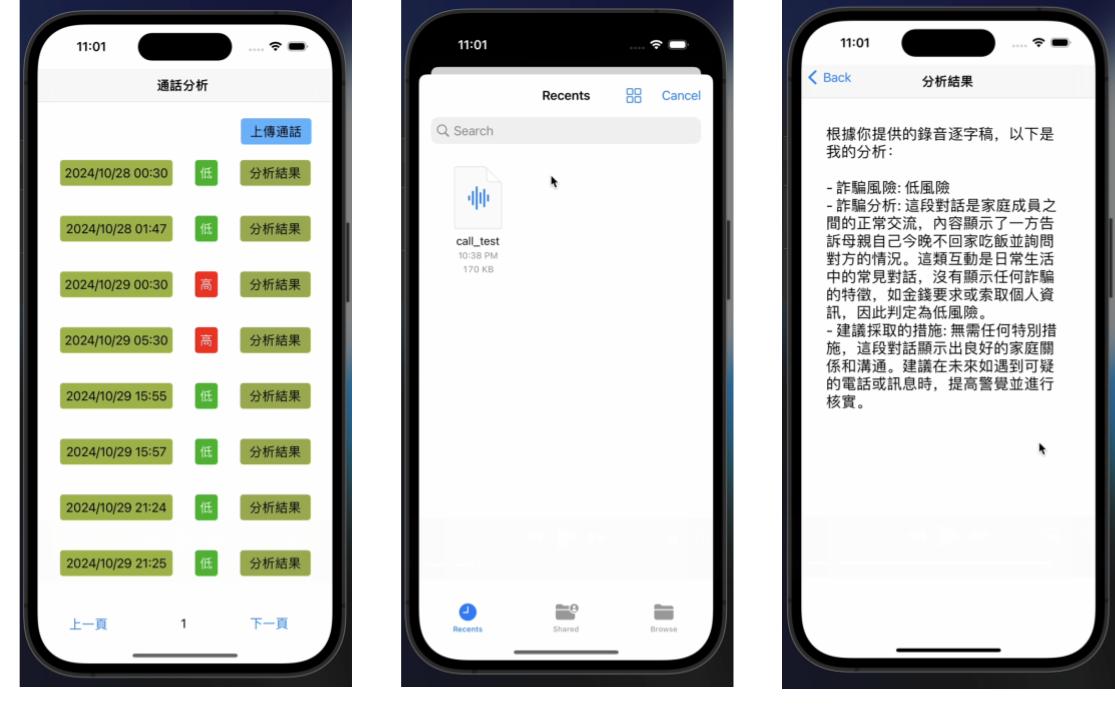 11:01
通話分析
上傳通話
2024/10/28 00:30 低 分析結果
2024/10/28 01:47 低 分析結果
2024/10/29 00:30 高 分析結果
2024/10/29 05:30 高 分析結果
2024/10/29 15:55 低 分析結果
2024/10/29 15:57 低 分析結果
2024/10/29 21:24 低 分析結果
2024/10/29 21:25 低 分析結果
上一頁 1 下一頁
11:01
Recents Cancel
Search
call_test
10:38 PM
170 KB
Recents Shared Browse
11:01
Back 分析結果
根據你提供的錄音逐字稿，以下是
我的分析：
- 詐騙風險: 低風險
- 詐騙分析: 這段對話是家庭成員之
間的正常交流，內容顯示了一方告
訴母親自己今晚不回家吃飯並詢問
對方的情況。這類互動是日常生活
中的常見對話，沒有顯示任何詐騙
的特徵，如金錢要求或索取個人資
訊，因此判定為低風險。
- 建議採取的措施: 無需任何特別措
施，這段對話顯示出良好的家庭關
係和溝通。建議在未來如遇到可疑
的電話或訊息時，提高警覺並進行
核實。